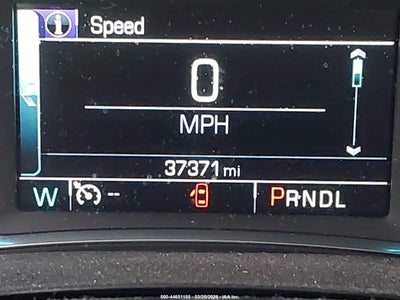 i Speed
0
MPH
37371 mi
W -- PRNDL